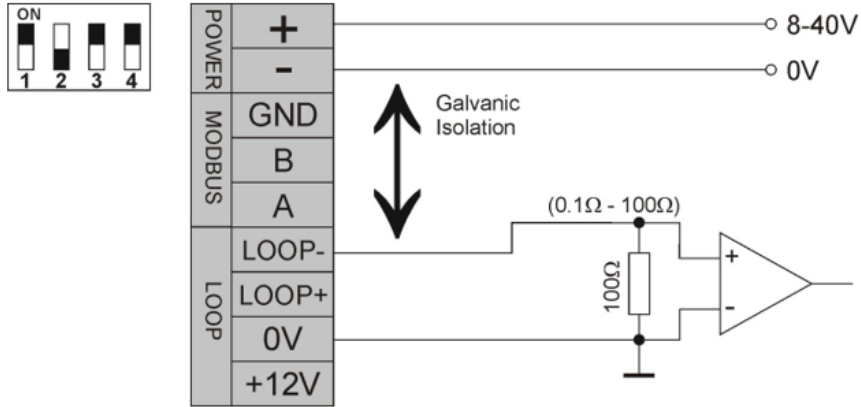 ON
1 2 3 4
POWER
+
-
MODBUS
GND
B
A
LOOP
LOOP-
LOOP+
0V
+12V
8-40V
0V
Galvanic
Isolation
(0.1Ω - 100Ω)
100Ω
+
-